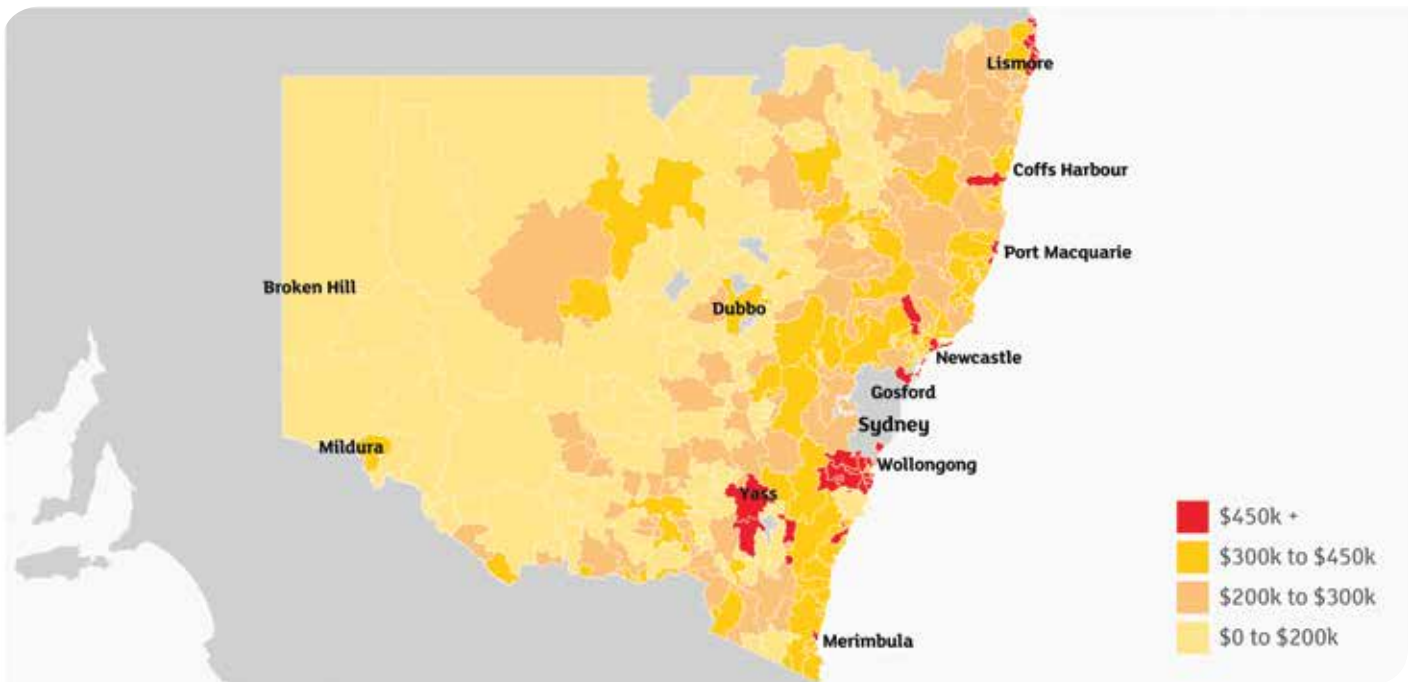 Lismore
Coffs Harbour
Port Macquarie
Broken Hill
Dubbo
Newcastle
Gosford
Sydney
Mildura
Wollongong
Yass
$450k +
$300k to $450k
$200k to $300k
$0 to $200k
Merimbula